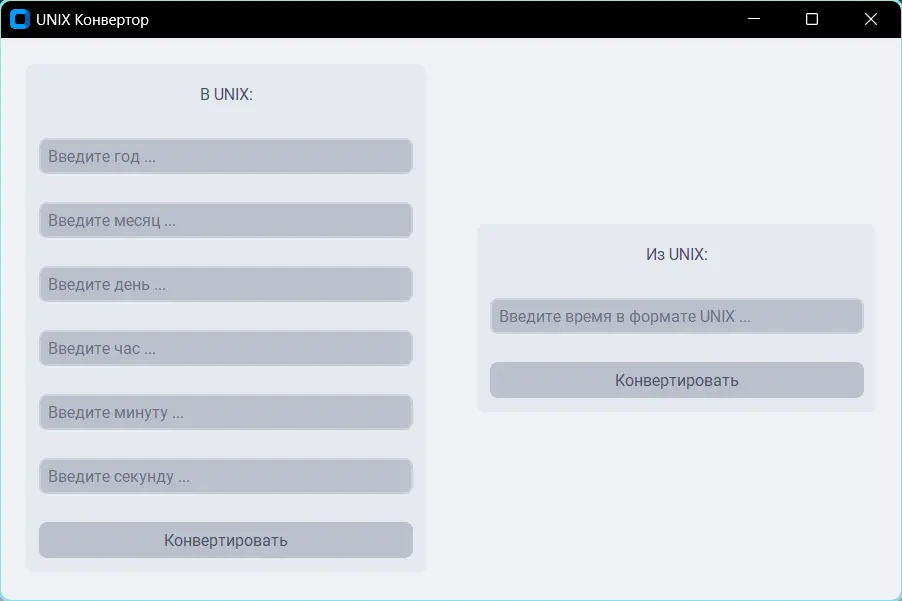 UNIX Конвертор
В UNIX:
Введите год ...
Введите месяц ...
Введите день ...
Введите час ...
Введите минуту ...
Введите секунду ...
Конвертировать
Из UNIX:
Введите время в формате UNIX ...
Конвертировать